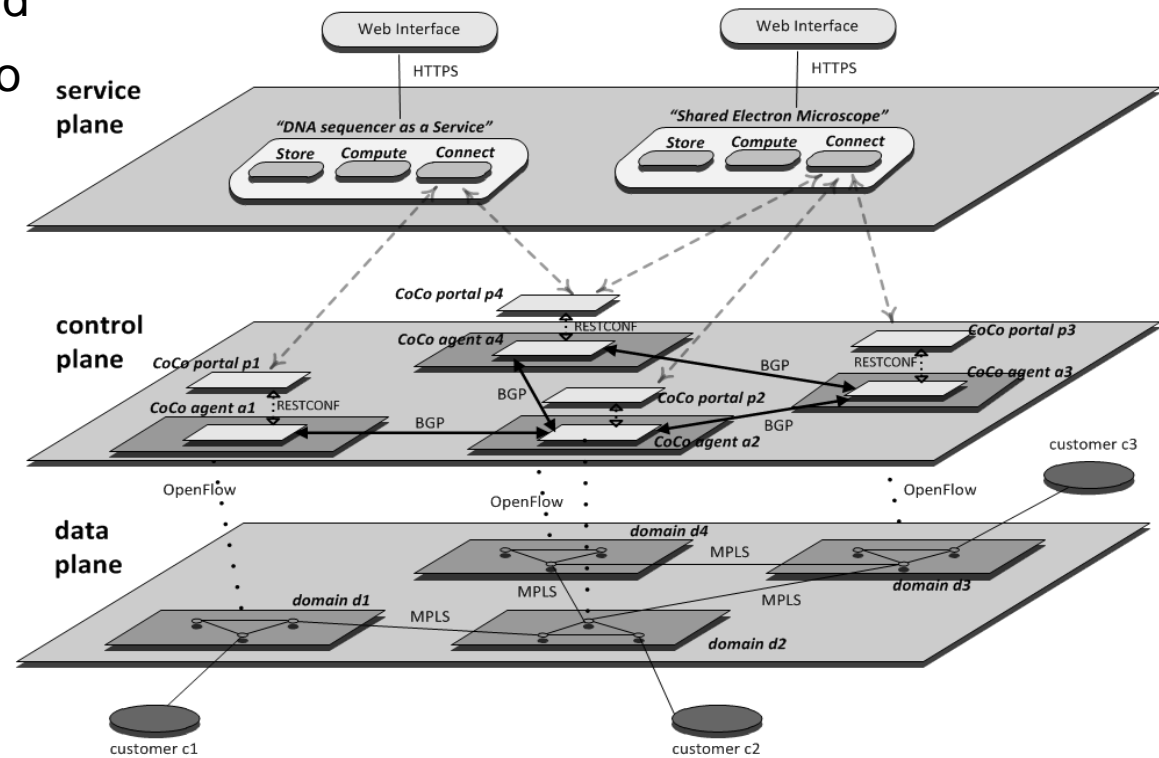 d
o
Web Interface
Web Interface
HTTPS
HTTPS
service
plane
"DNA sequencer as a Service"
Store Compute Connect
"Shared Electron Microscope"
Store Compute Connect
CoCo portal p4
RESTCONF
control
plane
CoCo agent a4
CoCo portal p3
RESTCONF
CoCo agent a3
CoCo portal p1
RESTCONF
CoCo agent a1
BGP
BGP
CoCo portal p2
BGP
BGP
CoCo agent a2
customer c3
OpenFlow
OpenFlow
OpenFlow
data
plane
domain d4
MPLS
domain d3
MPLS
MPLS
domain d1
MPLS
domain d2
customer c1
customer c2